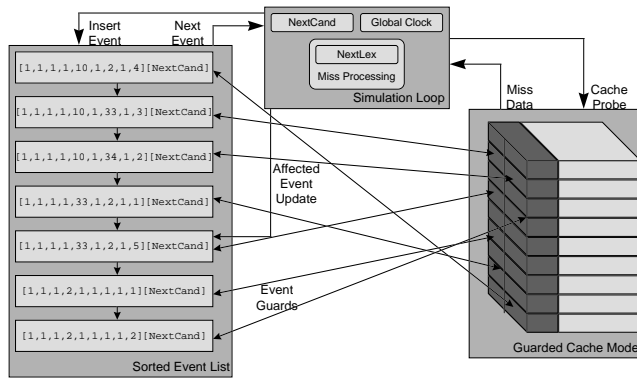 Insert
Event
Next
Event
NextCand
Global Clock
NextLex
Miss Processing
Simulation Loop
Miss
Data
Cache
Probe
[1,1,1,1,10,1,2,1,4][NextCand]
[1,1,1,1,10,1,33,1,3][NextCand]
[1,1,1,1,10,1,34,1,2][NextCand]
[1,1,1,1,33,1,2,1,1][NextCand]
[1,1,1,1,33,1,2,1,5][NextCand]
[1,1,1,2,1,1,1,1,1][NextCand]
[1,1,1,2,1,1,1,1,2][NextCand]
Affected
Event
Update
Event
Guards
Sorted Event List
Guarded Cache Model